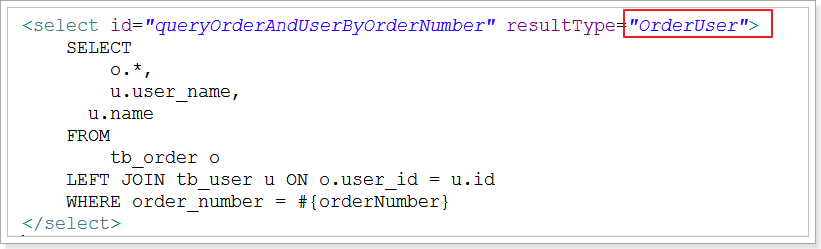 <select id="queryOrderAndUserByOrderNumber" resultType="OrderUser">
SELECT
o.*,
u.user_name,
u.name
FROM
tb_order o
LEFT JOIN tb_user u ON o.user_id = u.id
WHERE order_number = #{orderNumber}
</select>